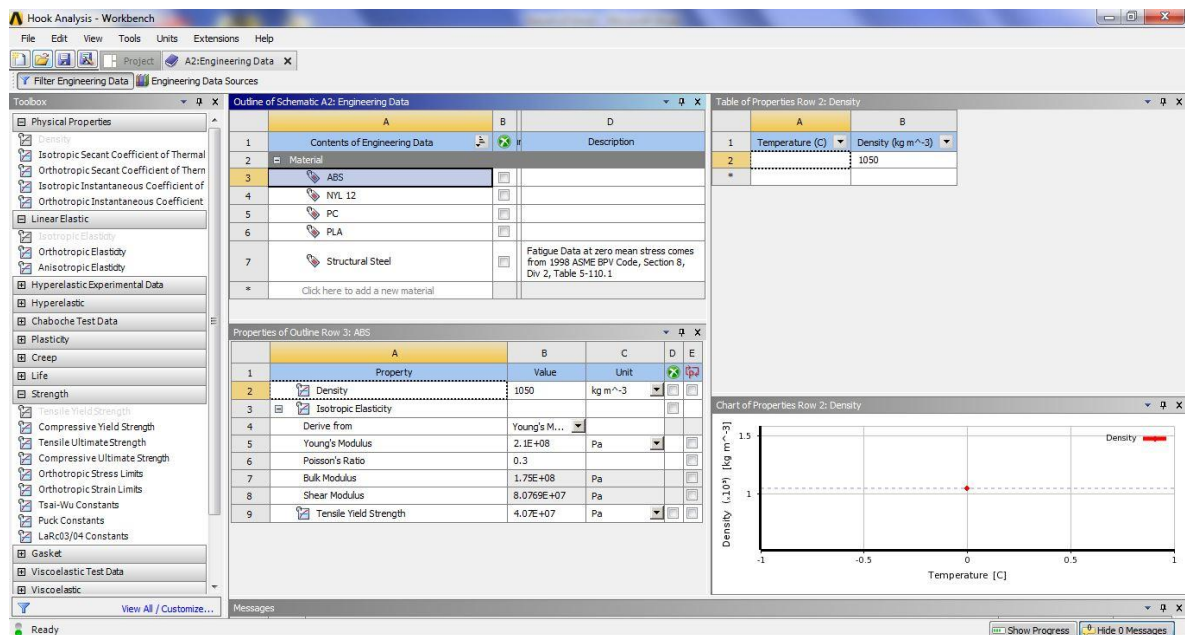 Hook Analysis - Workbench
File Edit View Tools Units Extensions Help
Project A2:Engineering Data
Filter Engineering Data Engineering Data Sources
Toolbox
Physical Properties
Density
Isotropic Secant Coefficient of Thermal
Orthotropic Secant Coefficient of Therm
Isotropic Instantaneous Coefficient of
Orthotropic Instantaneous Coefficient
Linear Elastic
Isotropic Elasticity
Orthotropic Elasticity
Anisotropic Elasticity
Hyperelastic Experimental Data
Hyperelastic
Chaboche Test Data
Plasticity
Creep
Life
Strength
Tensile Yield Strength
Compressive Yield Strength
Tensile Ultimate Strength
Compressive Ultimate Strength
Orthotropic Stress Limits
Orthotropic Strain Limits
Tsai-Wu Constants
Puck Constants
LaRc03/04 Constants
Gasket
Viscoelastic Test Data
Viscoelastic
View All / Customize...
Outline of Schematic A2: Engineering Data
A B D
1 Contents of Engineering Data Description
2 Material
3 ABS
4 NYL 12
5 PC
6 PLA
7 Structural Steel
Fatigue Data at zero mean stress comes
from 1998 ASME BPV Code, Section 8,
Div 2, Table 5-110.1
* Click here to add a new material
Properties of Outline Row 3: ABS
A B C D E
1 Property Value Unit
2 Density 1050 kg m^-3
3 Isotropic Elasticity
4 Derive from Young's M...
5 Young's Modulus 2.1E+08 Pa
6 Poisson's Ratio 0.3
7 Bulk Modulus 1.75E+08 Pa
8 Shear Modulus 8.0769E+07 Pa
9 Tensile Yield Strength 4.07E+07 Pa
Table of Properties Row 2: Density
A B
1 Temperature (C) Density (kg m^-3)
2 1050
*
Chart of Properties Row 2: Density
Density (.10³) [kg m^-3]
1.5
1
Density
-1 -0.5 0 0.5 1
Temperature [C]
Messages
Ready
Show Progress
Hide 0 Messages